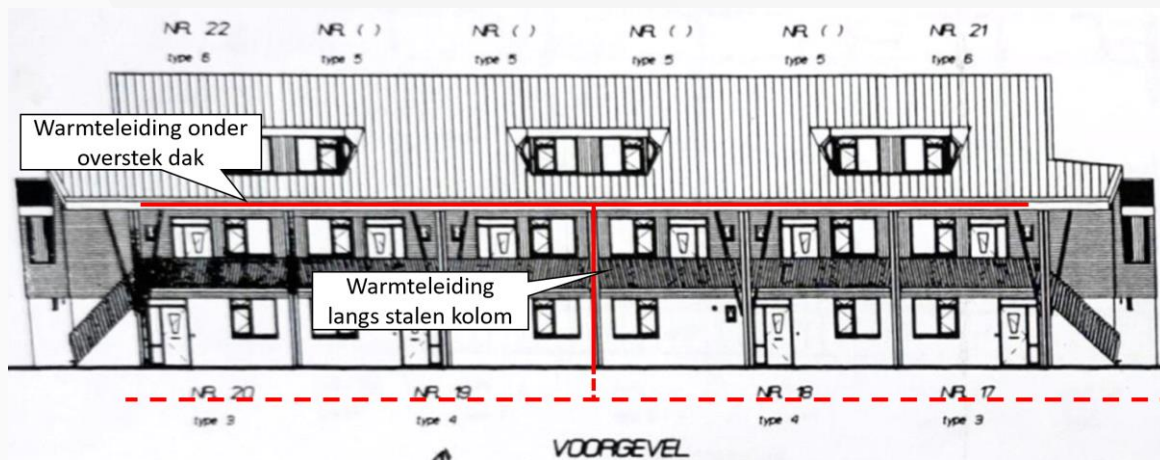 NR. 22 NR. ( ) NR. ( ) NR. ( ) NR. ( ) NR. 21
type 6 type 5 type 5 type 5 type 5 type 6
Warmteleiding onder
overstek dak
Warmteleiding
langs stalen kolom
NR. 20 NR. 19 NR. 18 NR. 17
type 3 type 4 type 4 type 3
VOORGEVEL